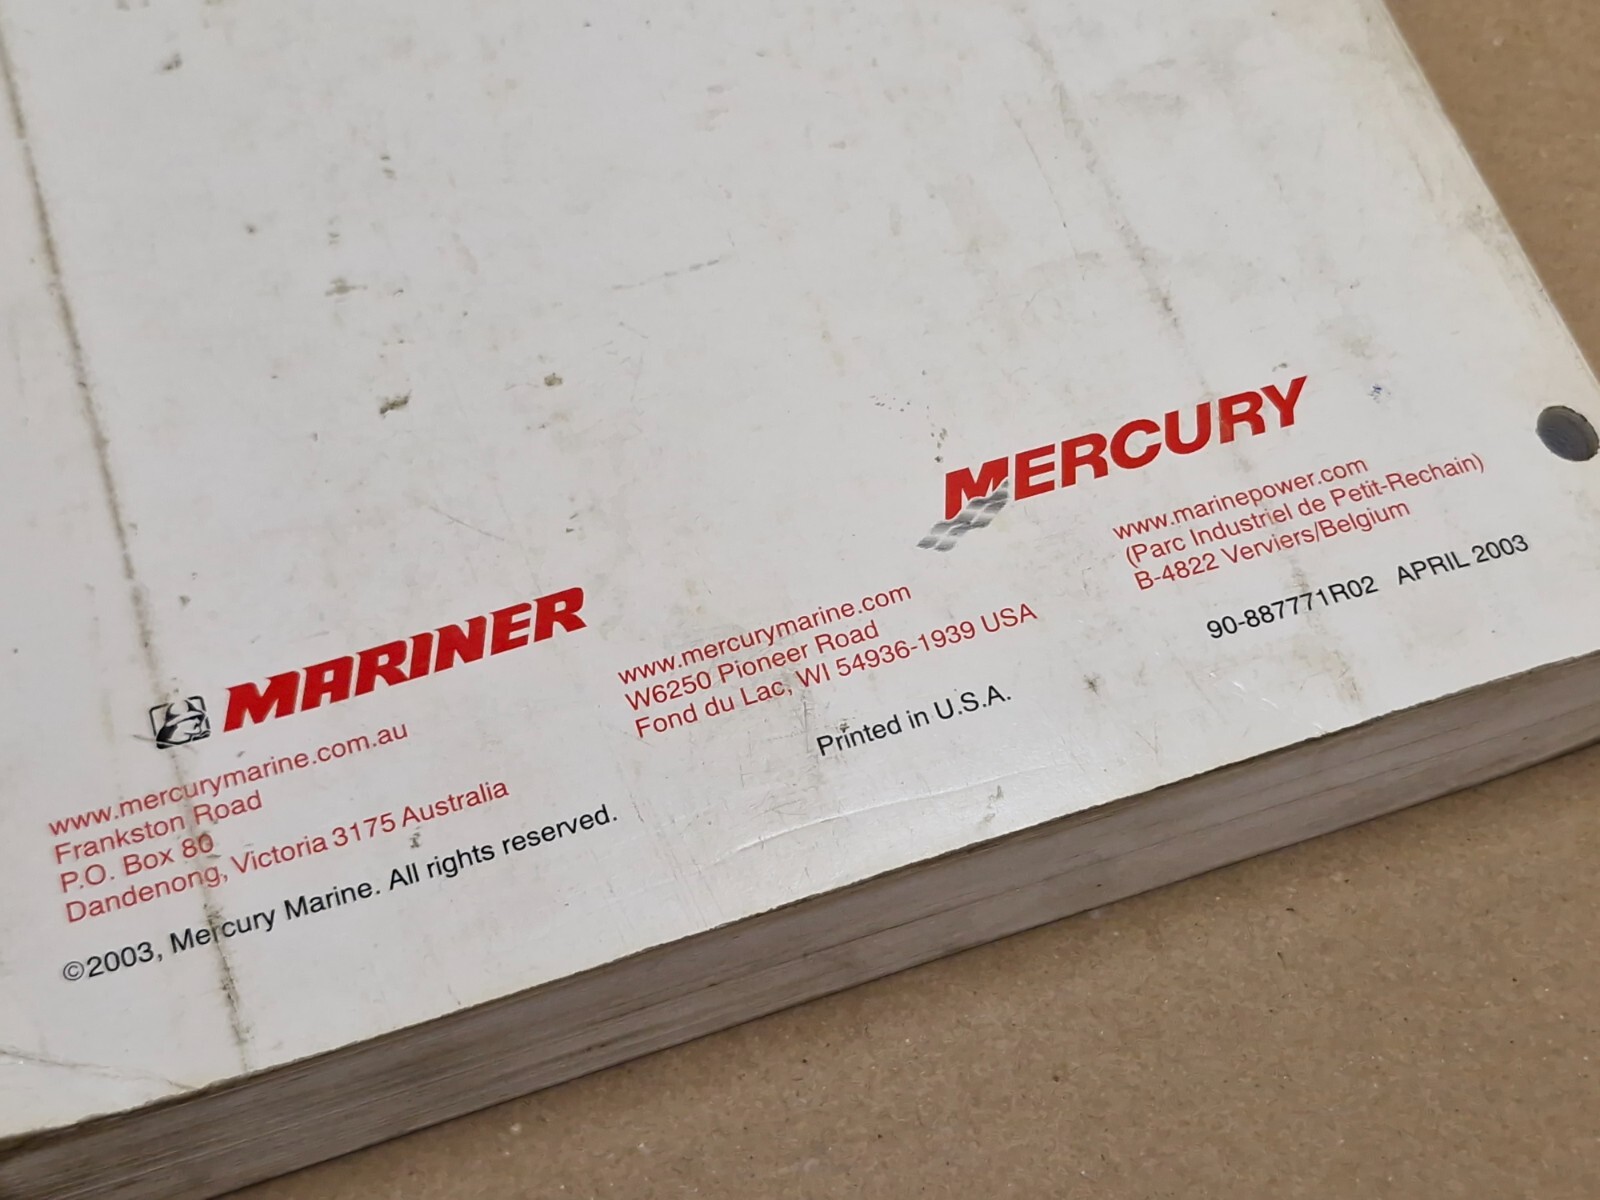 MARINER
www.mercurymarine.com.au
Frankston Road
P.O. Box 80
Dandenong, Victoria 3175 Australia
©2003, Mercury Marine. All rights reserved.
www.mercurymarine.com
W6250 Pioneer Road
Fond du Lac, WI 54936-1939 USA
Printed in U.S.A.
MERCURY
www.marinepower.com
(Parc Industriel de Petit-Rechain)
B-4822 Verviers/Belgium
90-887771R02 APRIL 2003